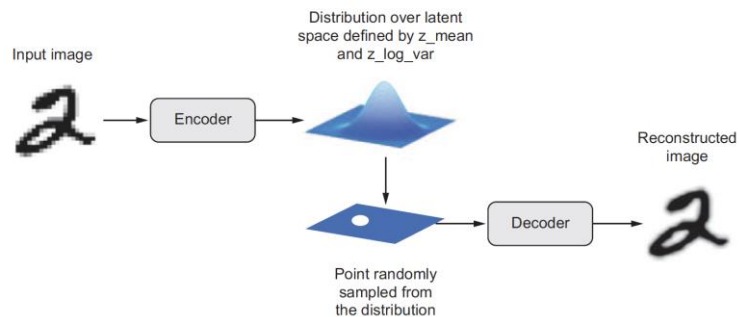 Distribution over latent
space defined by z_mean
and z_log_var
Input image
Encoder
Reconstructed
image
Decoder
Point randomly
sampled from
the distribution